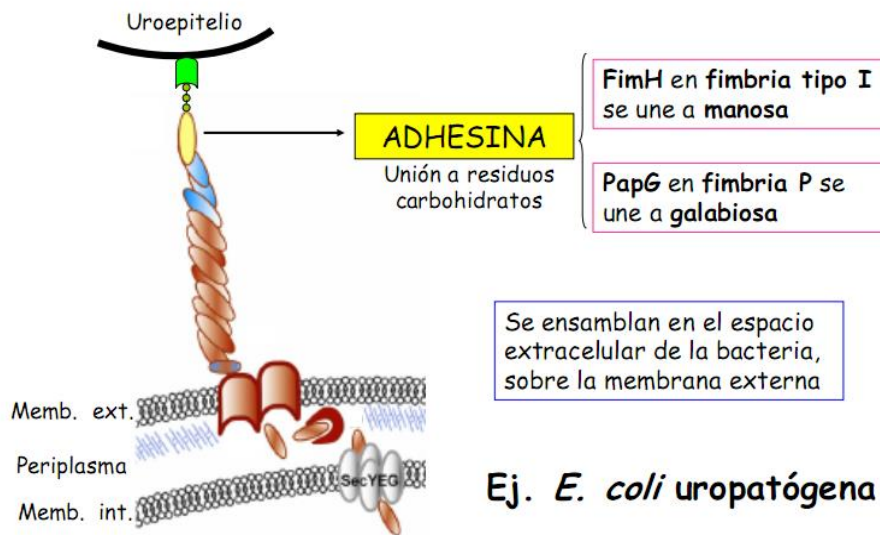 Uroepitelio
ADHESINA
Unión a residuos
carbohidratos
FimH en fimbria tipo I
se une a manosa
PapG en fimbria P se
une a galabiosa
Se ensamblan en el espacio
extracelular de la bacteria,
sobre la membrana externa
Memb. ext.
Periplasma
SecYEG
Memb. int.
Ej. E. coli uropatógena